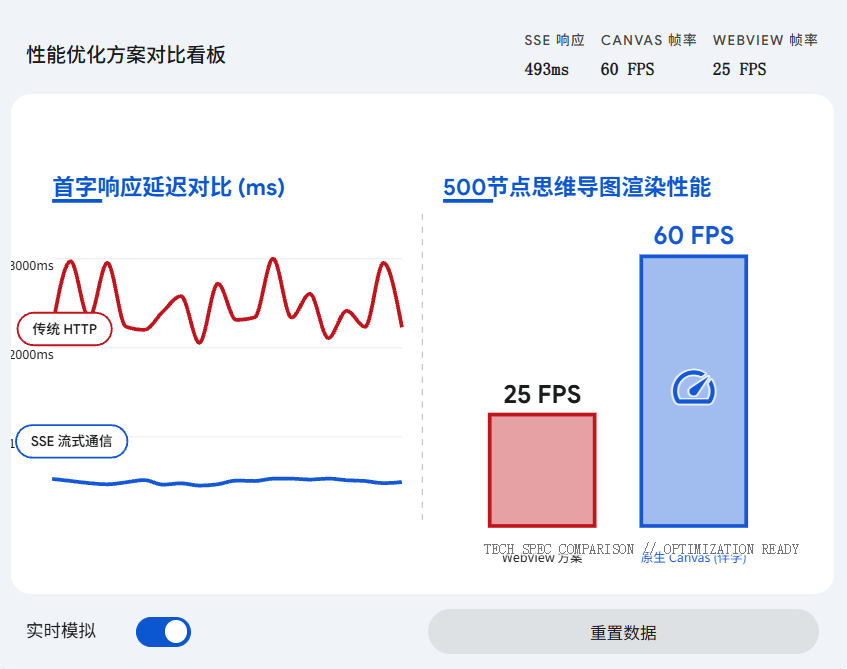 性能优化方案对比看板
SSE 响应
CANVAS 帧率
WEBVIEW 帧率
493ms
60 FPS
25 FPS
首字响应延迟对比 (ms)
500节点思维导图渲染性能
60 FPS
3000ms
传统 HTTP
2000ms
25 FPS
1
SSE 流式通信
TECH SPEC COMPARISON // OPTIMIZATION READY
WebView 方案
原生 Canvas (伴学)
实时模拟
重置数据